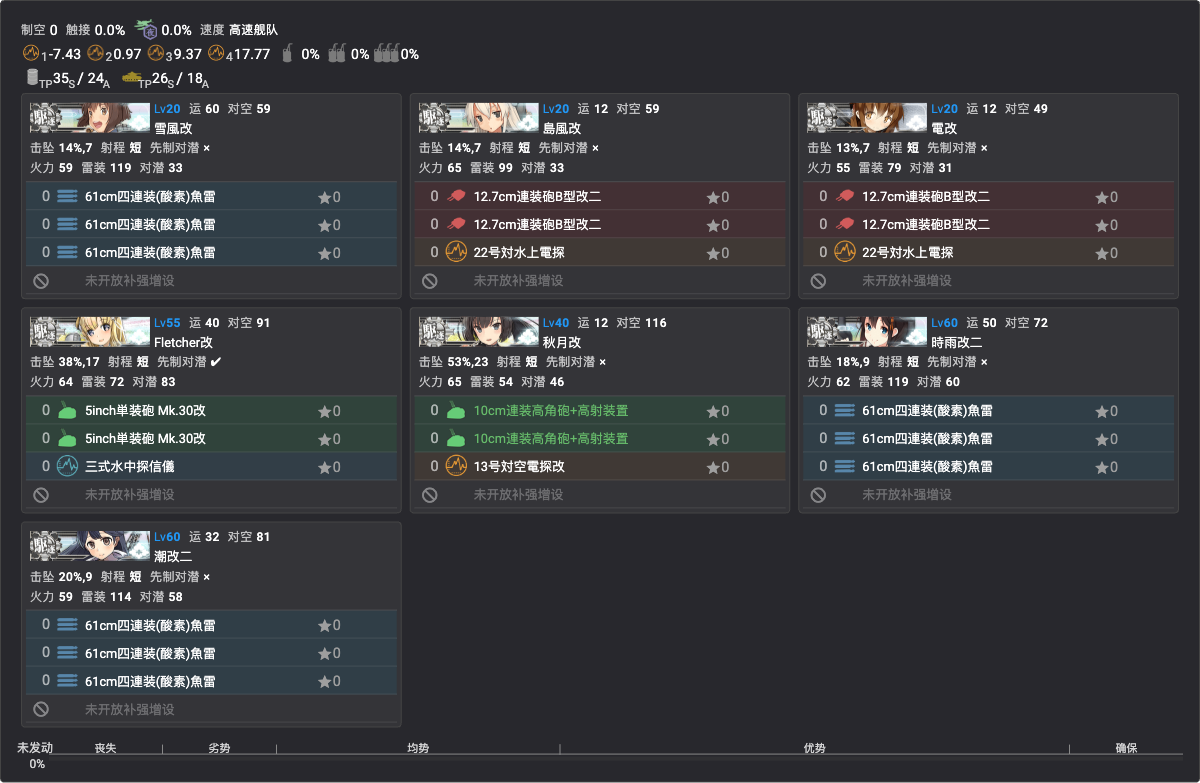 制空 0 触接 0.0% 夜 0.0% 速度 高速舰队
1-7.43 20.97 39.37 417.77 0% 0% 0%
TP35S/ 24A TP26S/ 18A
駆 Lv20 运 60 对空 59
雪風改
击坠 14%,7 射程 短 先制对潜 ×
火力 59 雷装 119 对潜 33
0 61cm四連装(酸素)魚雷 ★0
0 61cm四連装(酸素)魚雷 ★0
0 61cm四連装(酸素)魚雷 ★0
未开放补强增设
駆 Lv20 运 12 对空 59
島風改
击坠 14%,7 射程 短 先制对潜 ×
火力 65 雷装 99 对潜 33
0 12.7cm連装砲B型改二 ★0
0 12.7cm連装砲B型改二 ★0
0 22号対水上電探 ★0
未开放补强增设
駆 Lv20 运 12 对空 49
電改
击坠 13%,7 射程 短 先制对潜 ×
火力 55 雷装 79 对潜 31
0 12.7cm連装砲B型改二 ★0
0 12.7cm連装砲B型改二 ★0
0 22号対水上電探 ★0
未开放补强增设
駆 Lv55 运 40 对空 91
Fletcher改
击坠 38%,17 射程 短 先制对潜 ✔
火力 64 雷装 72 对潜 83
0 5inch単装砲 Mk.30改 ★0
0 5inch単装砲 Mk.30改 ★0
0 三式水中探信儀 ★0
未开放补强增设
駆 Lv40 运 12 对空 116
秋月改
击坠 53%,23 射程 短 先制对潜 ×
火力 65 雷装 54 对潜 46
0 10cm連装高角砲+高射装置 ★0
0 10cm連装高角砲+高射装置 ★0
0 13号対空電探改 ★0
未开放补强增设
駆 Lv60 运 50 对空 72
時雨改二
击坠 18%,9 射程 短 先制对潜 ×
火力 62 雷装 119 对潜 60
0 61cm四連装(酸素)魚雷 ★0
0 61cm四連装(酸素)魚雷 ★0
0 61cm四連装(酸素)魚雷 ★0
未开放补强增设
駆 Lv60 运 32 对空 81
潮改二
击坠 20%,9 射程 短 先制对潜 ×
火力 59 雷装 114 对潜 58
0 61cm四連装(酸素)魚雷 ★0
0 61cm四連装(酸素)魚雷 ★0
0 61cm四連装(酸素)魚雷 ★0
未开放补强增设
未发动 丧失 劣势 均势 优势 确保
0%